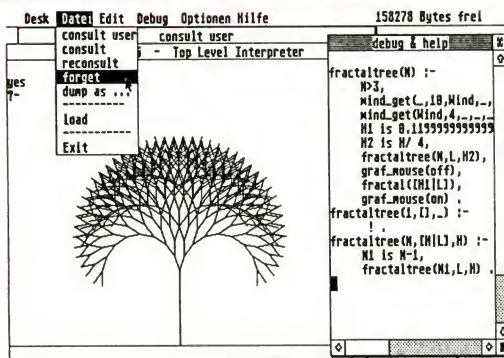 Desk Datei Edit Debug Optionen Hilfe 158278 Bytes frei
consult user
consult
reconsult
forget
dump as ...
----------
Load
----------
Exit
consult user
- Top Level Interpreter
yes
?-
debug & help
fractaltree(N) :-
N>3,
wind_get(_,10,Wind,_,
wind_get(Wind,4,_,_,_
H1 is 0.1199999999999
H2 is H/ 4,
fractaltree(N,L,H2),
graf_mouse(off),
fractal([H1|L]),
graf_mouse(on) .
fractaltree(1,[],_) :-
! .
fractaltree(N,[H|L],H) :-
N1 is N-1,
fractaltree(N1,L,H) .